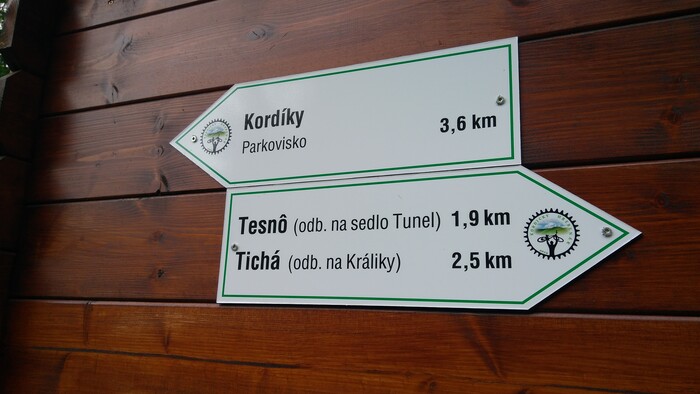 Kordíky 3,6 km
Parkovisko
Tesnô (odb. na sedlo Tunel) 1,9 km
Tichá (odb. na Králiky) 2,5 km